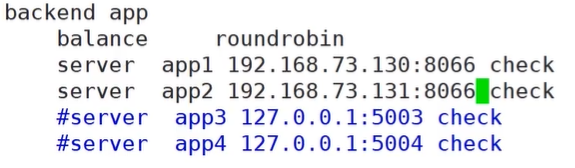 backend app
balance roundrobin
server app1 192.168.73.130:8066 check
server app2 192.168.73.131:8066 check
#server app3 127.0.0.1:5003 check
#server app4 127.0.0.1:5004 check